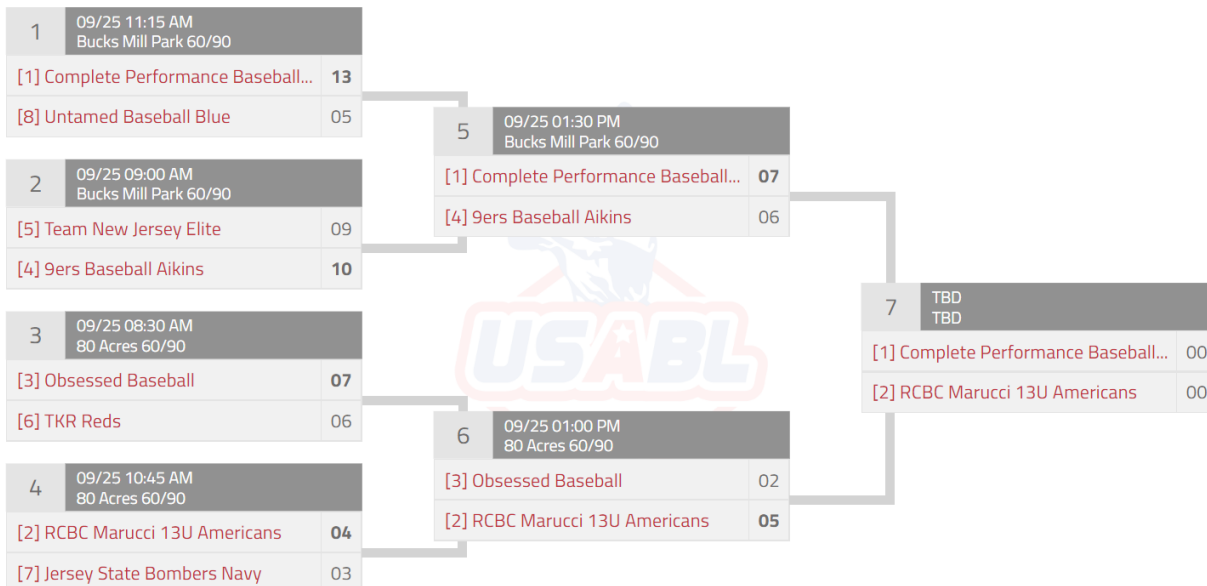 1
09/25 11:15 AM
Bucks Mill Park 60/90
[1] Complete Performance Baseball... 13
[8] Untamed Baseball Blue 05
2
09/25 09:00 AM
Bucks Mill Park 60/90
[5] Team New Jersey Elite 09
[4] 9ers Baseball Aikins 10
3
09/25 08:30 AM
80 Acres 60/90
[3] Obsessed Baseball 07
[6] TKR Reds 06
4
09/25 10:45 AM
80 Acres 60/90
[2] RCBC Marucci 13U Americans 04
[7] Jersey State Bombers Navy 03
5
09/25 01:30 PM
Bucks Mill Park 60/90
[1] Complete Performance Baseball... 07
[4] 9ers Baseball Aikins 06
USABL
6
09/25 01:00 PM
80 Acres 60/90
[3] Obsessed Baseball 02
[2] RCBC Marucci 13U Americans 05
7
TBD
TBD
[1] Complete Performance Baseball... 00
[2] RCBC Marucci 13U Americans 00